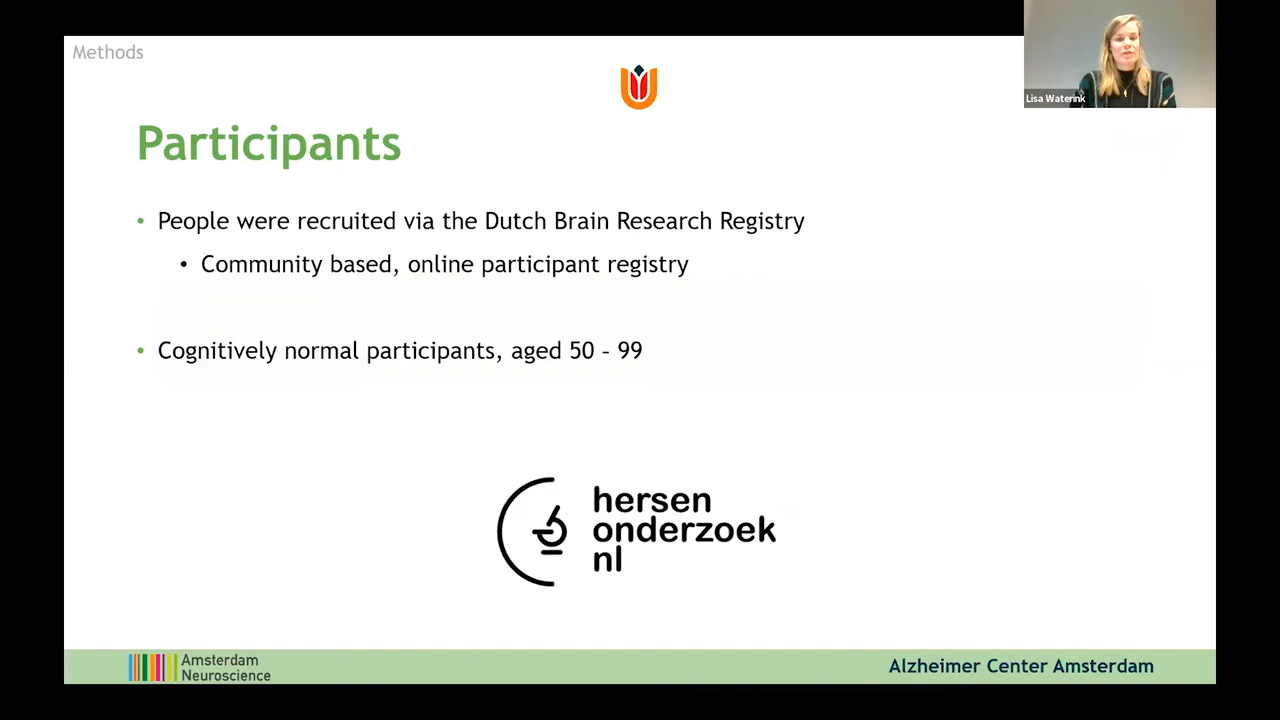 Methods
Lisa Waterink
Participants
• People were recruited via the Dutch Brain Research Registry
• Community based, online participant registry
• Cognitively normal participants, aged 50 – 99
hersen
onderzoek
nl
Amsterdam
Neuroscience
Alzheimer Center Amsterdam